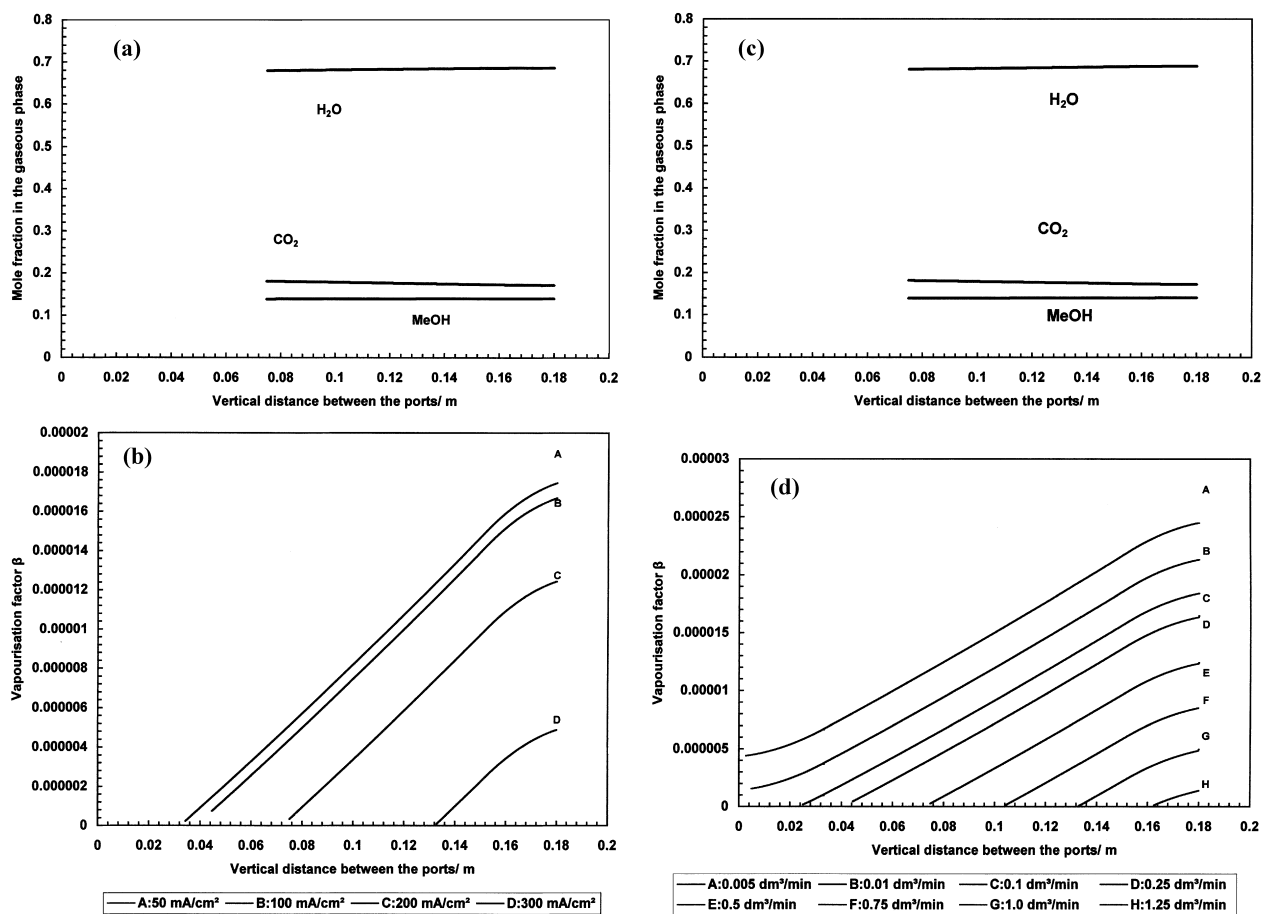 (a)
Mole fraction in the gaseous phase
0.8
0.7
0.6
0.5
0.4
0.3
0.2
0.1
0
H₂O
CO₂
MeOH
0 0.02 0.04 0.06 0.08 0.1 0.12 0.14 0.16 0.18 0.2
Vertical distance between the ports/ m
(c)
Mole fraction in the gaseous phase
0.8
0.7
0.6
0.5
0.4
0.3
0.2
0.1
0
H₂O
CO₂
MeOH
0 0.02 0.04 0.06 0.08 0.1 0.12 0.14 0.16 0.18 0.2
Vertical distance between the ports/ m
(b)
Vapourisation factor β
0.00002
0.000018
0.000016
0.000014
0.000012
0.00001
0.000008
0.000006
0.000004
0.000002
0
A
B
C
D
0 0.02 0.04 0.06 0.08 0.1 0.12 0.14 0.16 0.18 0.2
Vertical distance between the ports/ m
A:50 mA/cm² B:100 mA/cm² C:200 mA/cm² D:300 mA/cm²
(d)
Vapourisation factor β
0.00003
0.000025
0.00002
0.000015
0.00001
0.000005
0
A
B
C
D
E
F
G
H
0 0.02 0.04 0.06 0.08 0.1 0.12 0.14 0.16 0.18 0.2
Vertical distance between the ports/ m
A:0.005 dm³/min B:0.01 dm³/min C:0.1 dm³/min D:0.25 dm³/min
E:0.5 dm³/min F:0.75 dm³/min G:1.0 dm³/min H:1.25 dm³/min